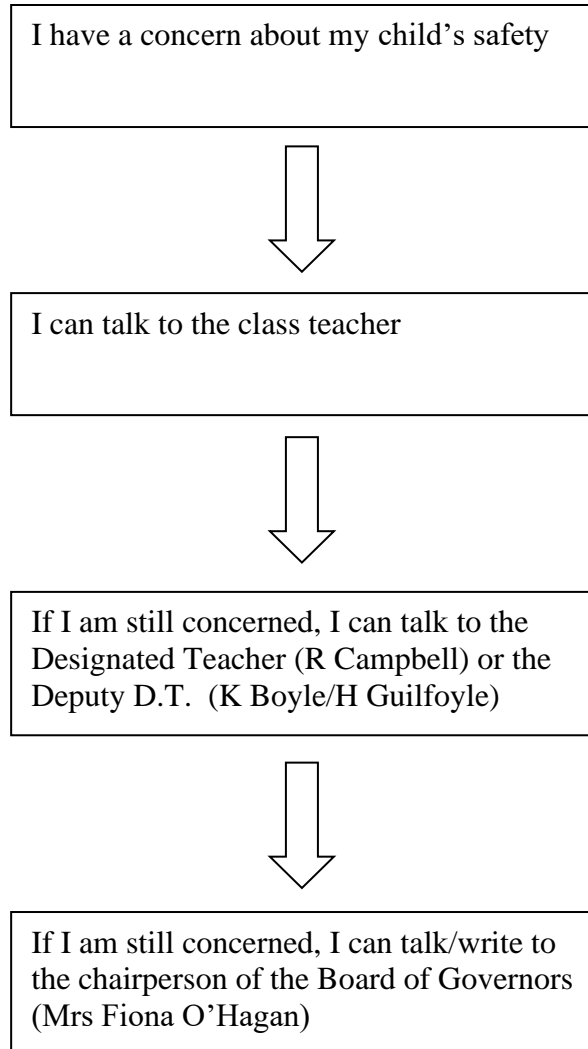 I have a concern about my child’s safety
I can talk to the class teacher
If I am still concerned, I can talk to the
Designated Teacher (R Campbell) or the
Deputy D.T.  (K Boyle/H Guilfoyle)
If I am still concerned, I can talk/write to
the chairperson of the Board of Governors
(Mrs Fiona O’Hagan)